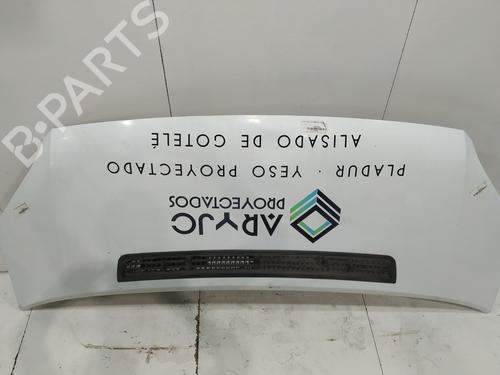 B-PARTS
ARYJC
PROYECTADOS
PLADUR · YESO PROYECTADO
ALISADO DE GOTELÉ